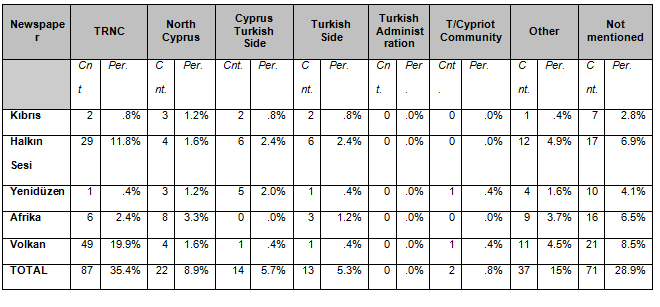 Newspape r TRNC North Cyprus Cyprus Turkish Side Turkish Side Turkish Administ ration T/Cypriot Community Other Not mentioned
Cn t Per. C nt. Per. Cnt. Per. C nt. Per. Cn t. Per . Cnt . Per. C nt. Per. C nt. Per.
Kıbrıs 2 .8% 3 1.2% 2 .8% 2 .8% 0 .0% 0 .0% 1 .4% 7 2.8%
Halkın Sesi 29 11.8% 4 1.6% 6 2.4% 6 2.4% 0 .0% 0 .0% 12 4.9% 17 6.9%
Yenidüzen 1 .4% 3 1.2% 5 2.0% 1 .4% 0 .0% 1 .4% 4 1.6% 10 4.1%
Afrika 6 2.4% 8 3.3% 0 .0% 3 1.2% 0 .0% 0 .0% 9 3.7% 16 6.5%
Volkan 49 19.9% 4 1.6% 1 .4% 1 .4% 0 .0% 1 .4% 11 4.5% 21 8.5%
TOTAL 87 35.4% 22 8.9% 14 5.7% 13 5.3% 0 .0% 2 .8% 37 15% 71 28.9%